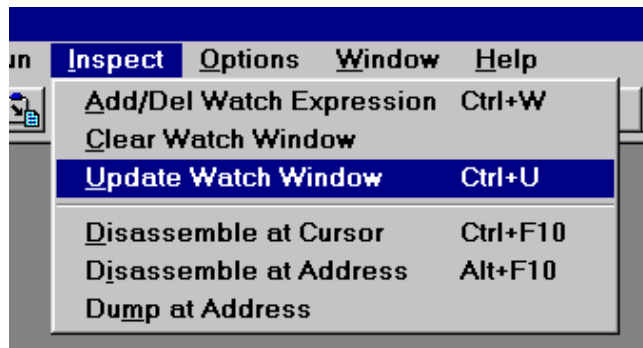 un Inspect Options Window Help
Add/Del Watch Expression Ctrl+W
Clear Watch Window
Update Watch Window Ctrl+U
Disassemble at Cursor Ctrl+F10
Disassemble at Address Alt+F10
Dump at Address